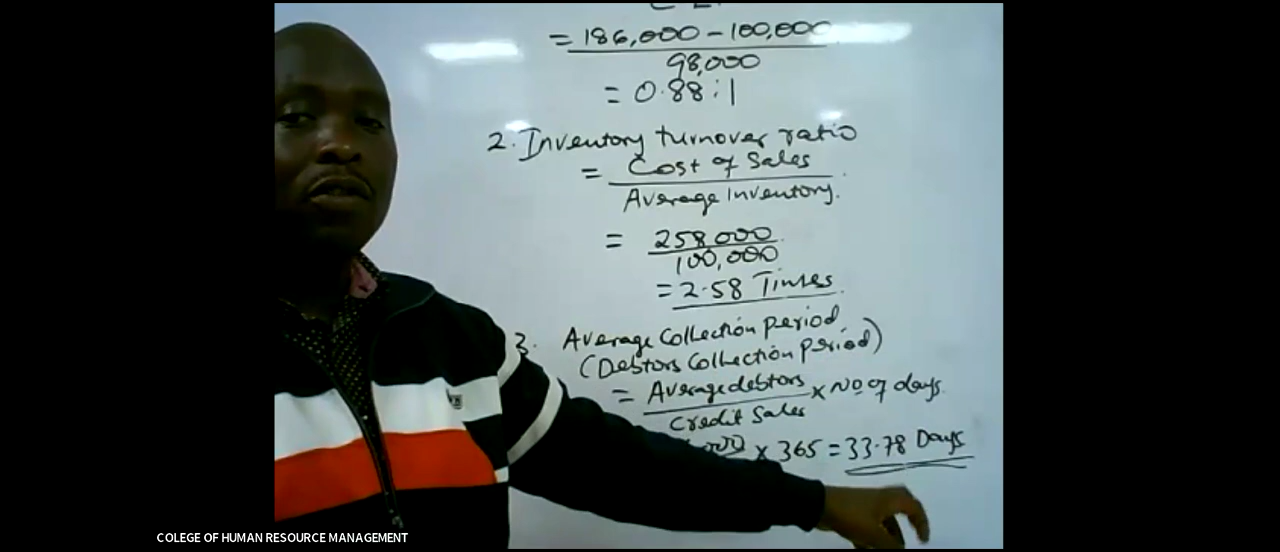 = 186,000 - 100,000
98,000
= 0.88:1
2. Inventory turnover ratio
= Cost of Sales
Average Inventory.
= 258,000
100,000
= 2.58 Times
3. Average Collection period
(Debtors Collection period)
= Average debtors x No of days
Credit Sales
x 365 = 33.78 Days
COLEGE OF HUMAN RESOURCE MANAGEMENT